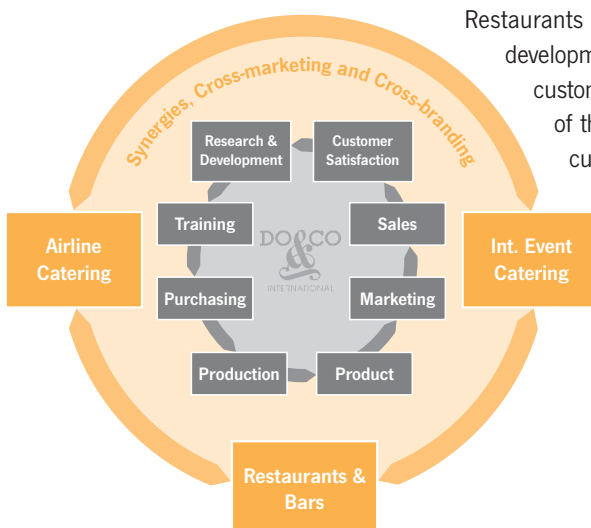 Restaurants
developm
custom
of th
cu
Synergies, Cross-marketing and Cross-branding
Research &
Development
Customer
Satisfaction
Training
Sales
DO&CO
INTERNATIONAL
Airline
Catering
Int. Event
Catering
Purchasing
Marketing
Production
Product
Restaurants &
Bars